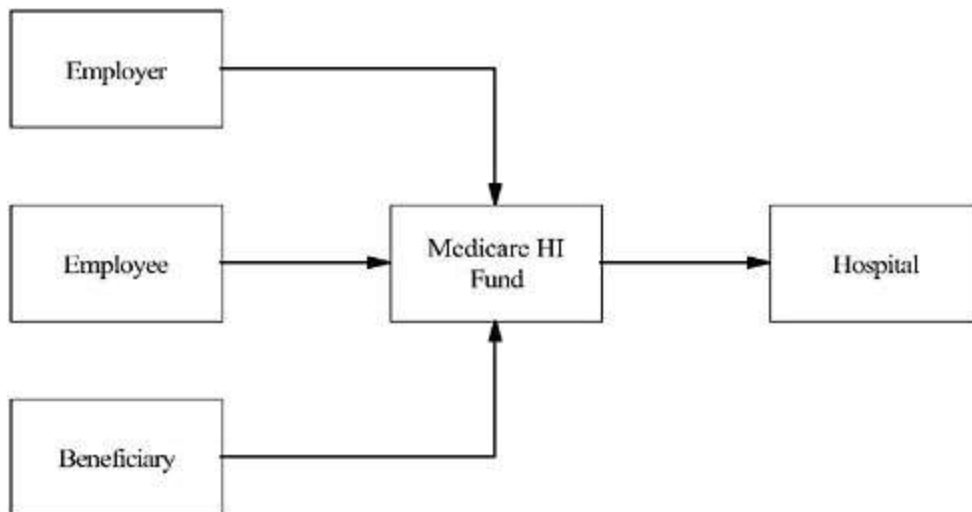 Employer
Employee
Medicare HI
Fund
Hospital
Beneficiary